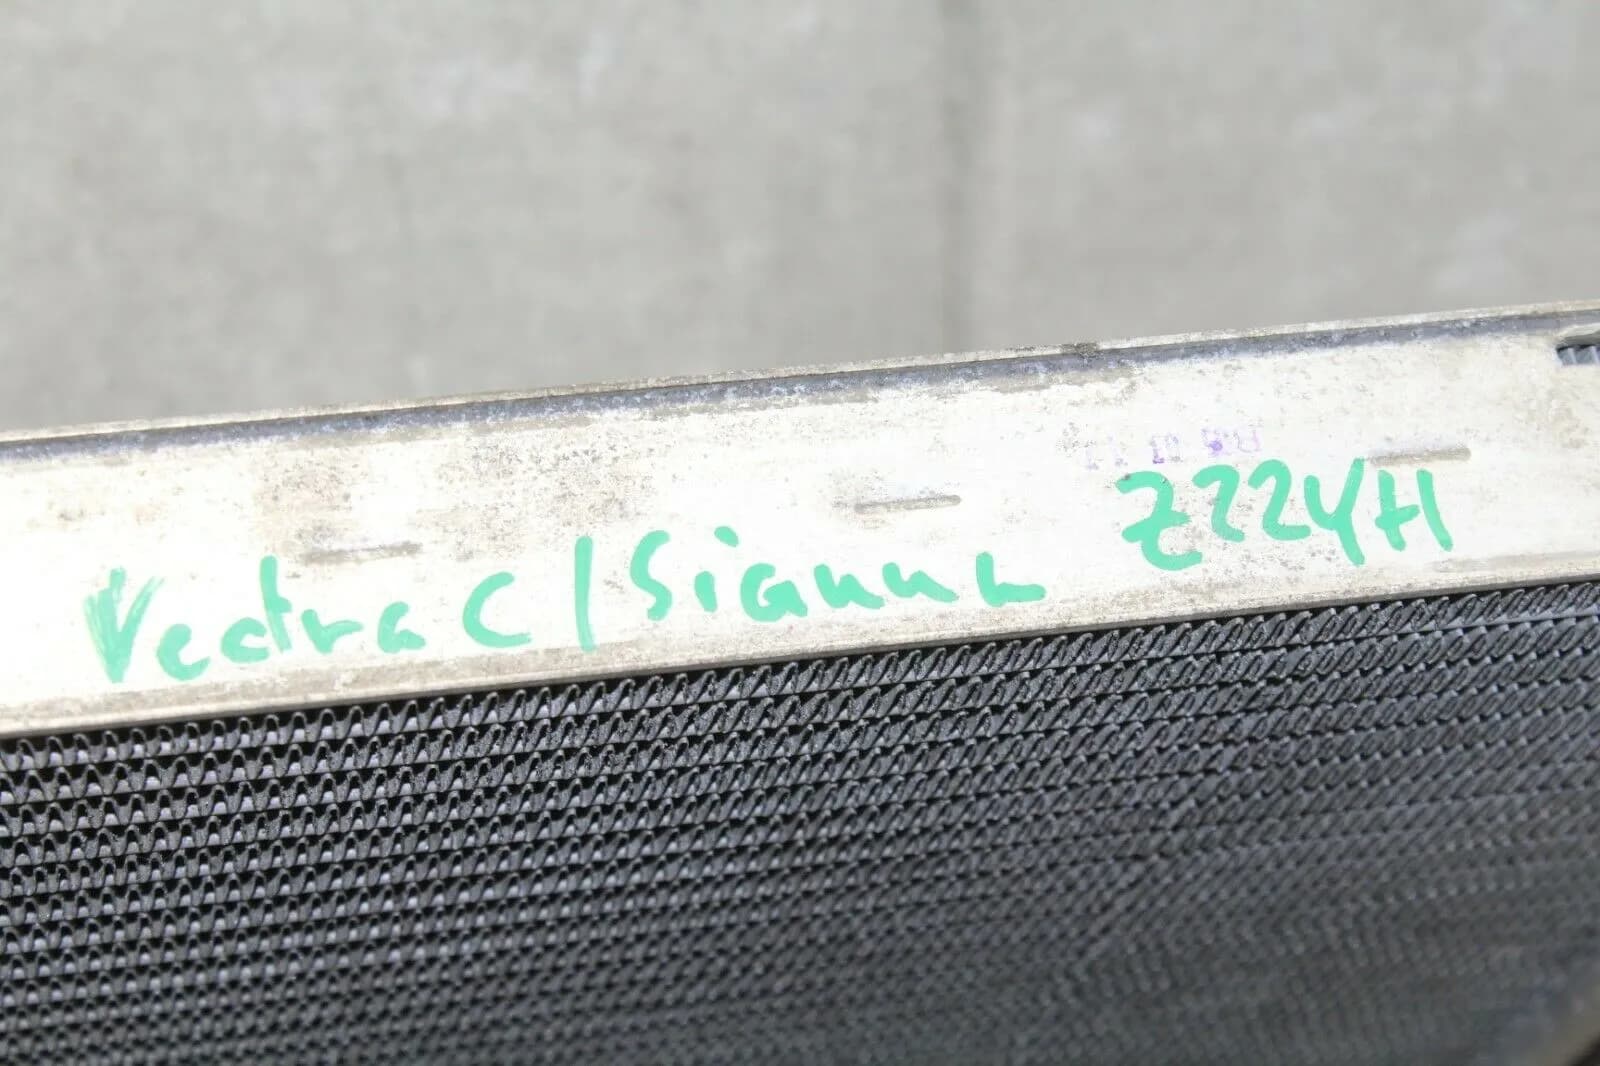 Vectra C / Signum Z22YH